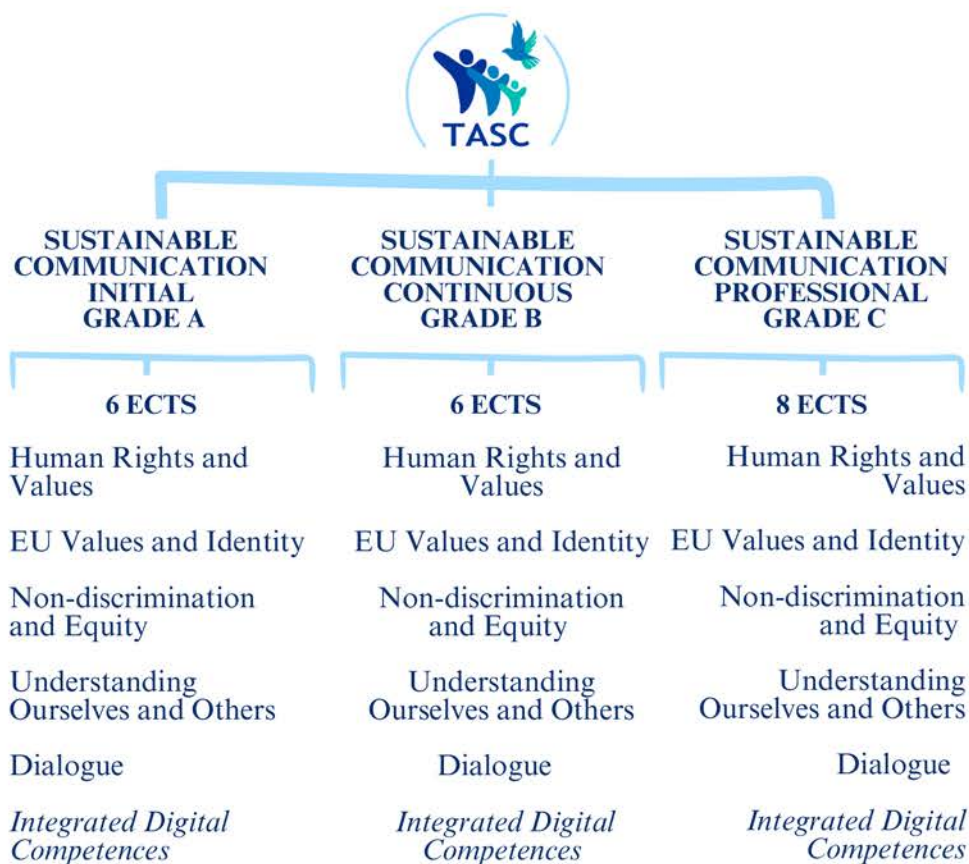 TASC
SUSTAINABLE
COMMUNICATION
INITIAL
GRADE A
6 ECTS
Human Rights and
Values
EU Values and Identity
Non-discrimination
and Equity
Understanding
Ourselves and Others
Dialogue
Integrated Digital
Competences
SUSTAINABLE
COMMUNICATION
CONTINUOUS
GRADE B
6 ECTS
Human Rights and
Values
EU Values and Identity
Non-discrimination
and Equity
Understanding
Ourselves and Others
Dialogue
Integrated Digital
Competences
SUSTAINABLE
COMMUNICATION
PROFESSIONAL
GRADE C
8 ECTS
Human Rights and
Values
EU Values and Identity
Non-discrimination
and Equity
Understanding
Ourselves and Others
Dialogue
Integrated Digital
Competences